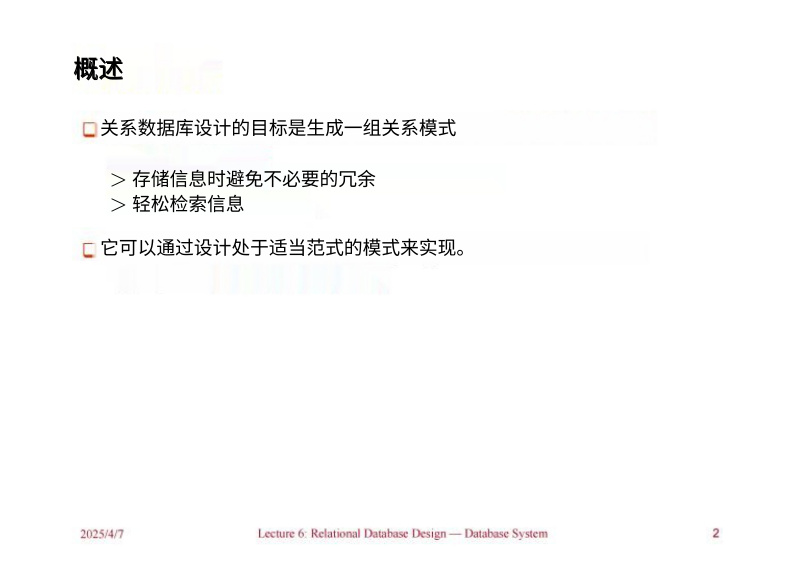 概述
关系数据库设计的目标是生成一组关系模式
> 存储信息时避免不必要的冗余
> 轻松检索信息
它可以通过设计处于适当范式的模式来实现。
2025/4/7 Lecture 6: Relational Database Design — Database System 2